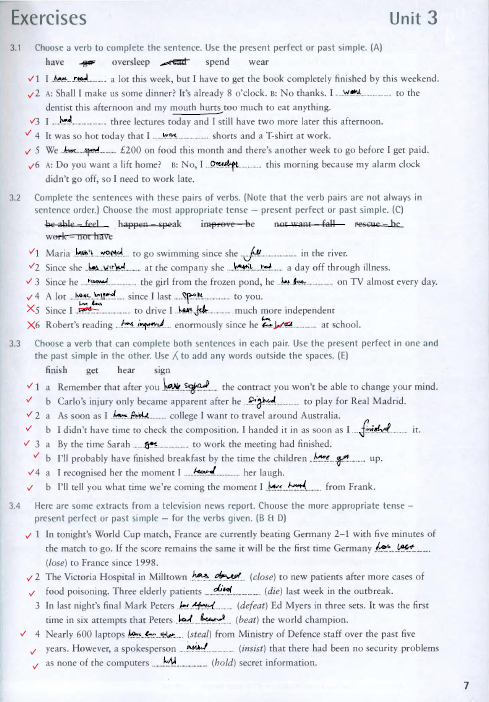 Exercises Unit 3
3.1 Choose a verb to complete the sentence. Use the present perfect or past simple. (A)
have go oversleep read spend wear
✓1 I have read a lot this week, but I have to get the book completely finished by this weekend.
✓2 A: Shall I make us some dinner? It's already 8 o'clock. B: No thanks. I went to the
dentist this afternoon and my mouth hurts too much to eat anything.
✓3 I had three lectures today and I still have two more later this afternoon.
✓ 4 It was so hot today that I wore shorts and a T-shirt at work.
✓ 5 We have spent £200 on food this month and there's another week to go before I get paid.
✓6 A: Do you want a lift home? B: No, I overslept this morning because my alarm clock
didn't go off, so I need to work late.
3.2 Complete the sentences with these pairs of verbs. (Note that the verb pairs are not always in
sentence order.) Choose the most appropriate tense – present perfect or past simple. (C)
be able – feel happen – speak improve – be not want – fall rescue – be
work – not have
✓1 Maria hasn't wanted to go swimming since she fell in the river.
✓2 Since she has worked at the company she hasn't had a day off through illness.
✓ 3 Since he rescued the girl from the frozen pond, he has been on TV almost every day.
✓ 4 A lot have happened since I last spoke to you.
✗5 Since I have been to drive I have felt much more independent
✗6 Robert's reading has improved enormously since he was at school.
3.3 Choose a verb that can complete both sentences in each pair. Use the present perfect in one and
the past simple in the other. Use ⁁ to add any words outside the spaces. (E)
finish get hear sign
✓ 1 a Remember that after you have signed the contract you won't be able to change your mind.
✓ b Carlo's injury only became apparent after he signed to play for Real Madrid.
✓ 2 a As soon as I have finished college I want to travel around Australia.
✓ b I didn't have time to check the composition. I handed it in as soon as I finished it.
✓ 3 a By the time Sarah got to work the meeting had finished.
✓ b I'll probably have finished breakfast by the time the children have got up.
✓4 a I recognised her the moment I heard her laugh.
✓ b I'll tell you what time we're coming the moment I have heard from Frank.
3.4 Here are some extracts from a television news report. Choose the more appropriate tense –
present perfect or past simple – for the verbs given. (B & D)
✓ 1 In tonight's World Cup match, France are currently beating Germany 2–1 with five minutes of
the match to go. If the score remains the same it will be the first time Germany has lost
(lose) to France since 1998.
✓ 2 The Victoria Hospital in Milltown has closed (close) to new patients after more cases of
✓ food poisoning. Three elderly patients died (die) last week in the outbreak.
3 In last night's final Mark Peters has defeated (defeat) Ed Myers in three sets. It was the first
time in six attempts that Peters had (beat) the world champion.
✓ 4 Nearly 600 laptops have been stolen (steal) from Ministry of Defence staff over the past five
✓ years. However, a spokesperson insisted (insist) that there had been no security problems
✓ as none of the computers held (hold) secret information.
7